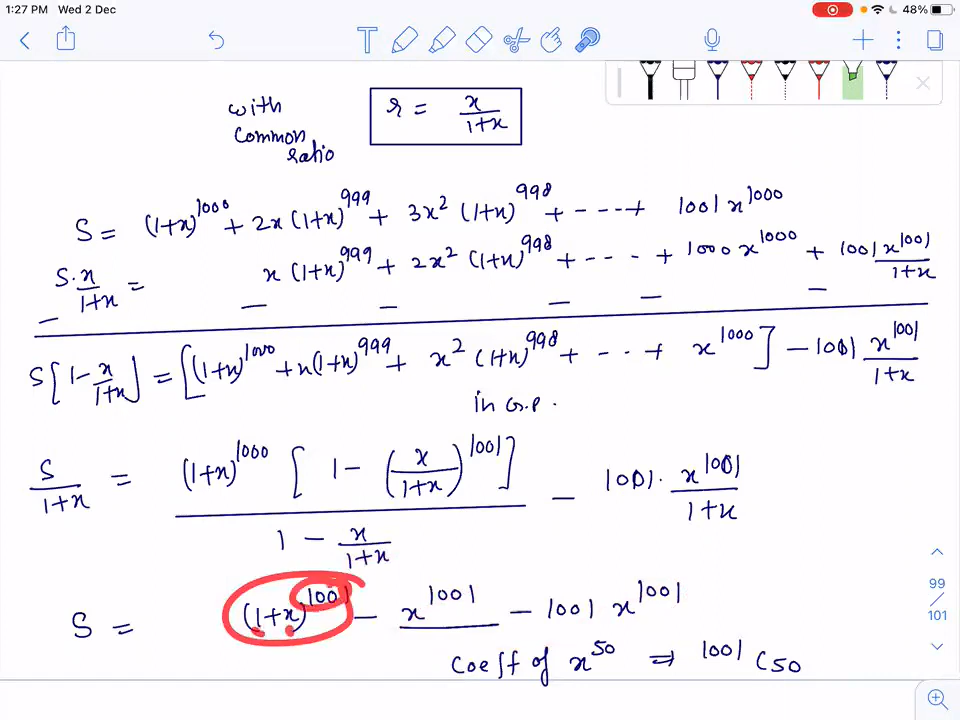 1:27 PM Wed 2 Dec 48%
with common ratio
r = x/(1+x)
S = (1+x)^1000 + 2x(1+x)^999 + 3x^2 (1+x)^998 + ---- + 1001 x^1000
S.x/(1+x) = x(1+x)^999 + 2x^2 (1+x)^998 + -- - - + 1000 x^1000 + 1001 x^1001/(1+x)
S[1 - x/(1+x)] = [(1+x)^1000 + x(1+x)^999 + x^2 (1+x)^998 + - - - + x^1000] - 1001 x^1001/(1+x)
in G.P.
S/(1+x) = (1+x)^1000 [1 - (x/(1+x))^1001] / (1 - x/(1+x)) - 1001. x^1001/(1+x)
S = (1+x)^1001 - x^1001 - 1001 x^1001
Coeff of x^50 ⇒ ^1001 C50
99/101